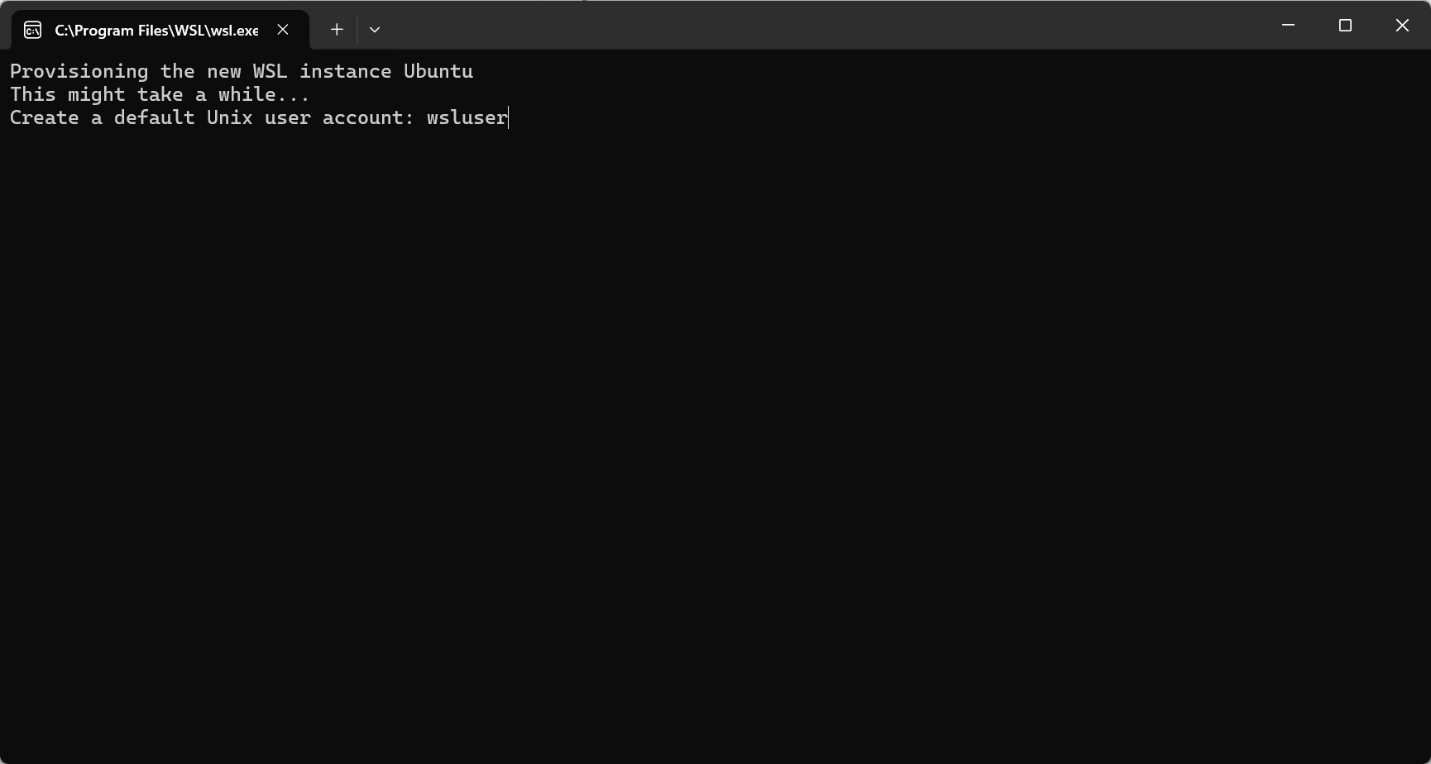 C:\Program Files\WSL\wsl.exe
Provisioning the new WSL instance Ubuntu
This might take a while...
Create a default Unix user account: wsluser